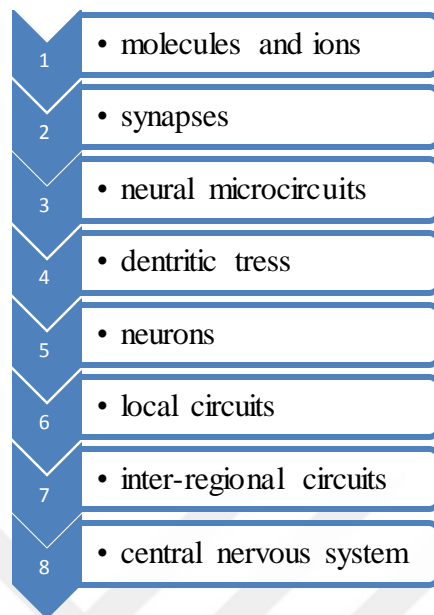 1 • molecules and ions
2 • synapses
3 • neural microcircuits
4 • dentritic tress
5 • neurons
6 • local circuits
7 • inter-regional circuits
8 • central nervous system